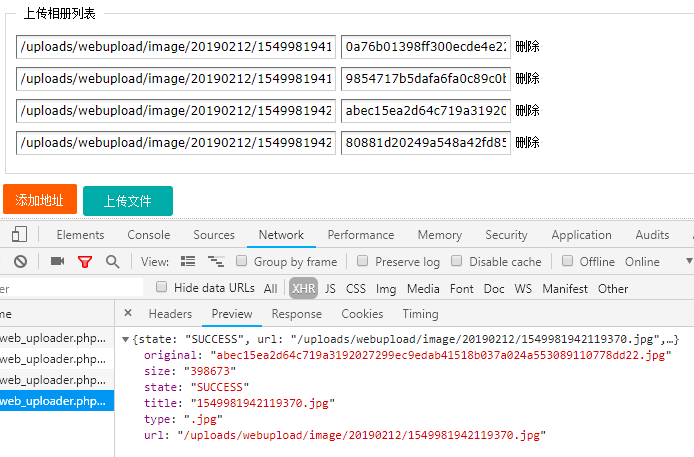 上传相册列表
/uploads/webupload/image/20190212/1549981941 0a76b01398ff300ecde4e22 删除
/uploads/webupload/image/20190212/1549981941 9854717b5dafa6fa0c89c0b 删除
/uploads/webupload/image/20190212/1549981942 abec15ea2d64c719a31920 删除
/uploads/webupload/image/20190212/1549981942 80881d20249a548a42fd85 删除
添加地址 上传文件
Elements Console Sources Network Performance Memory Security Application Audits
View: Group by frame Preserve log Disable cache Offline Online
er Hide data URLs All XHR JS CSS Img Media Font Doc WS Manifest Other
me × Headers Preview Response Cookies Timing
web_uploader.php... {state: "SUCCESS", url: "/uploads/webupload/image/20190212/1549981942119370.jpg",…}
web_uploader.php... original: "abec15ea2d64c719a3192027299ec9edab41518b037a024a553089110778dd22.jpg"
size: "398673"
web_uploader.php... state: "SUCCESS"
web_uploader.php... title: "1549981942119370.jpg"
type: ".jpg"
url: "/uploads/webupload/image/20190212/1549981942119370.jpg"